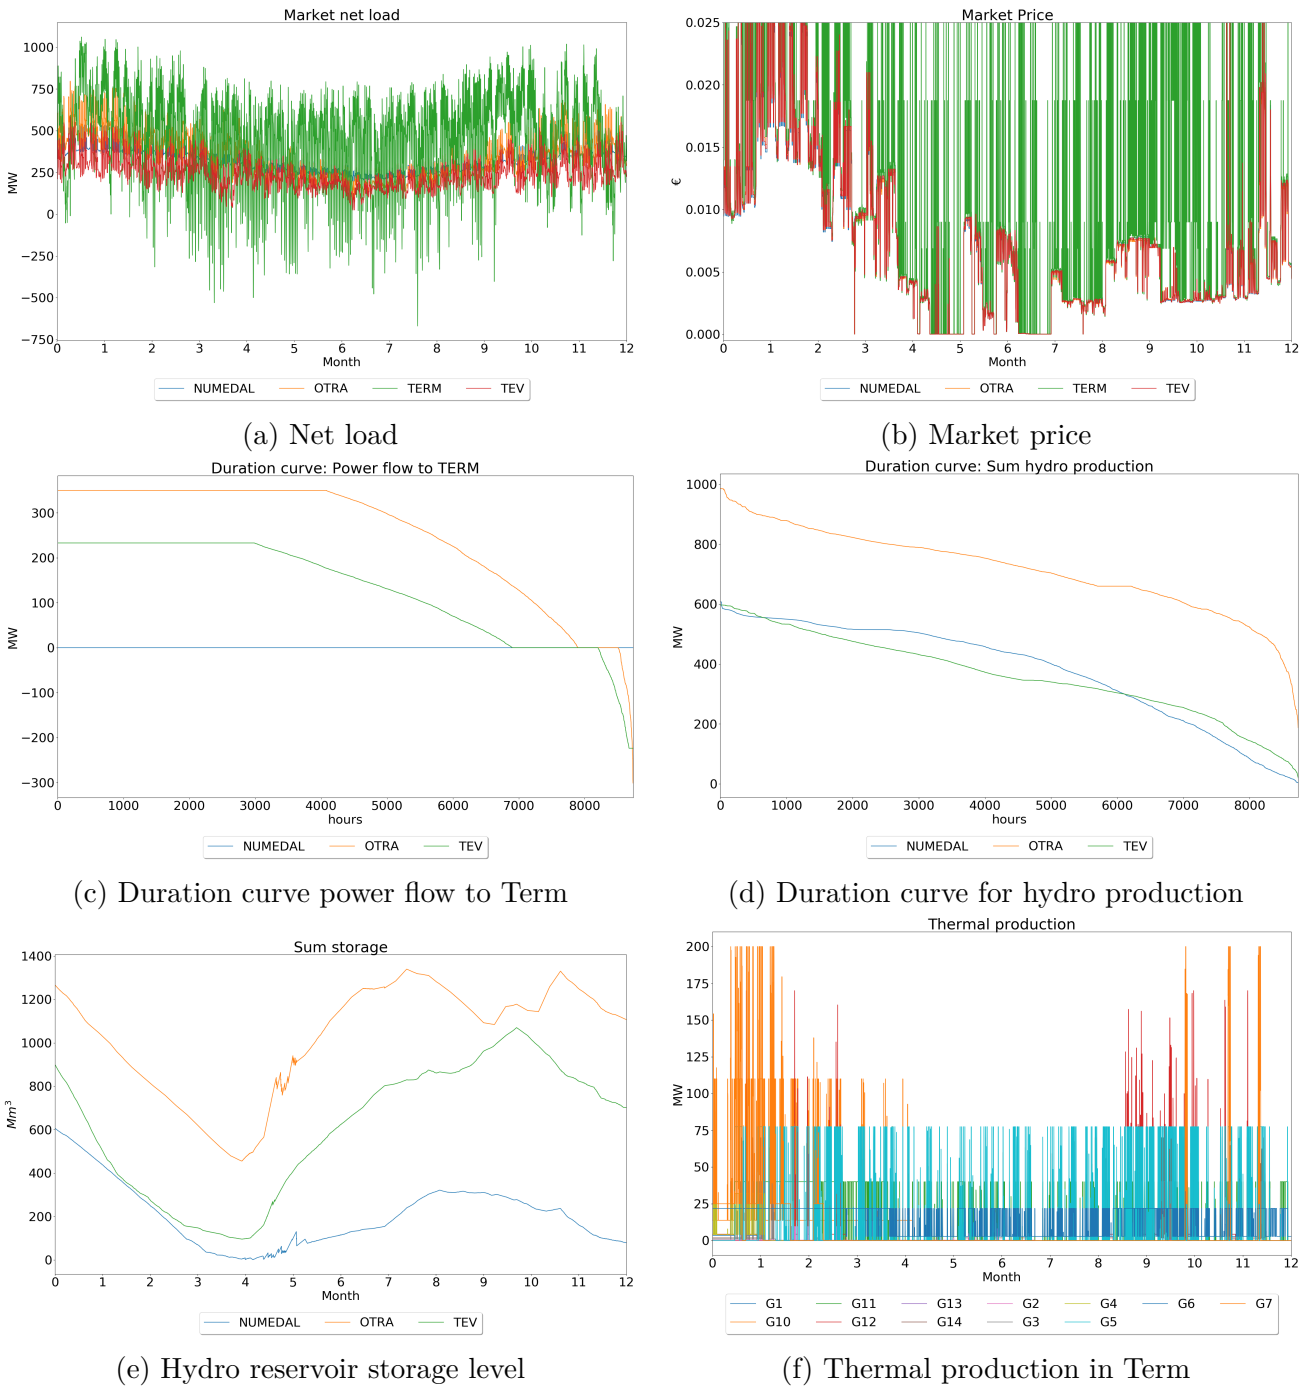 Market net load
1000
750
500
250
0
−250
−500
−750
MW
0 1 2 3 4 5 6 7 8 9 10 11 12
Month
NUMEDAL OTRA TERM TEV
(a) Net load
Market Price
0.025
0.020
0.015
0.010
0.005
0.000
€
0 1 2 3 4 5 6 7 8 9 10 11 12
Month
NUMEDAL OTRA TERM TEV
(b) Market price
Duration curve: Power flow to TERM
300
200
100
0
−100
−200
−300
MW
0 1000 2000 3000 4000 5000 6000 7000 8000
hours
NUMEDAL OTRA TEV
(c) Duration curve power flow to Term
Duration curve: Sum hydro production
1000
800
600
400
200
0
MW
0 1000 2000 3000 4000 5000 6000 7000 8000
hours
NUMEDAL OTRA TEV
(d) Duration curve for hydro production
Sum storage
1400
1200
1000
800
600
400
200
0
Mm³
0 1 2 3 4 5 6 7 8 9 10 11 12
Month
NUMEDAL OTRA TEV
(e) Hydro reservoir storage level
Thermal production
200
175
150
125
100
75
50
25
0
MW
0 1 2 3 4 5 6 7 8 9 10 11 12
Month
G1 G11 G13 G2 G4 G6 G7
G10 G12 G14 G3 G5
(f) Thermal production in Term